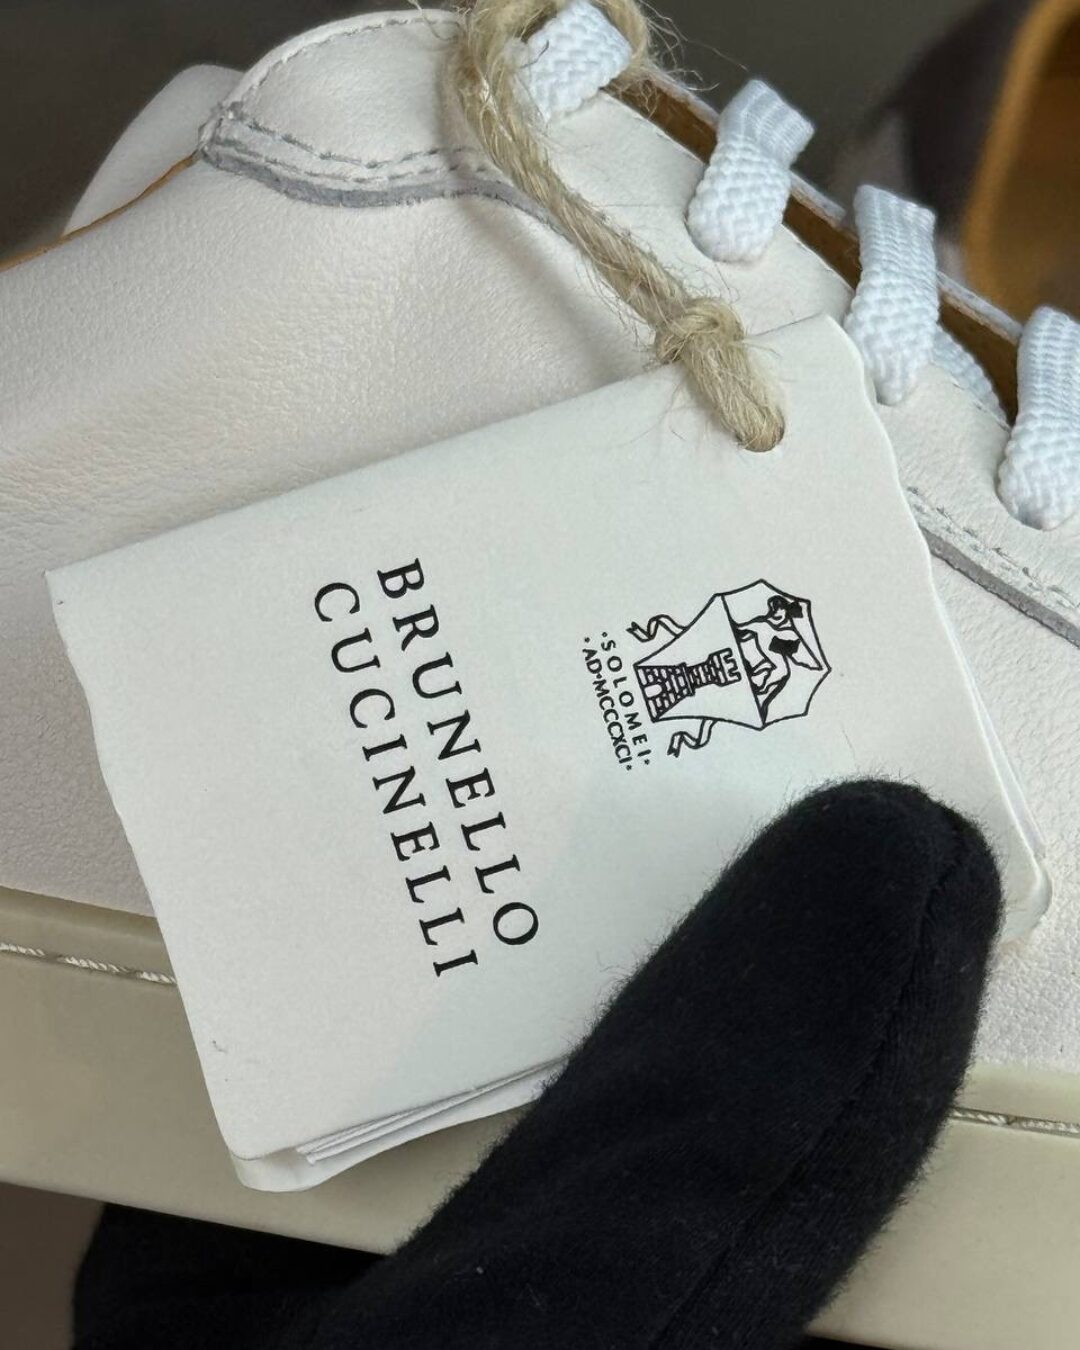 ·SOLOMEI·
·AD·MCCCXCI·
BRUNELLO
CUCINELLI